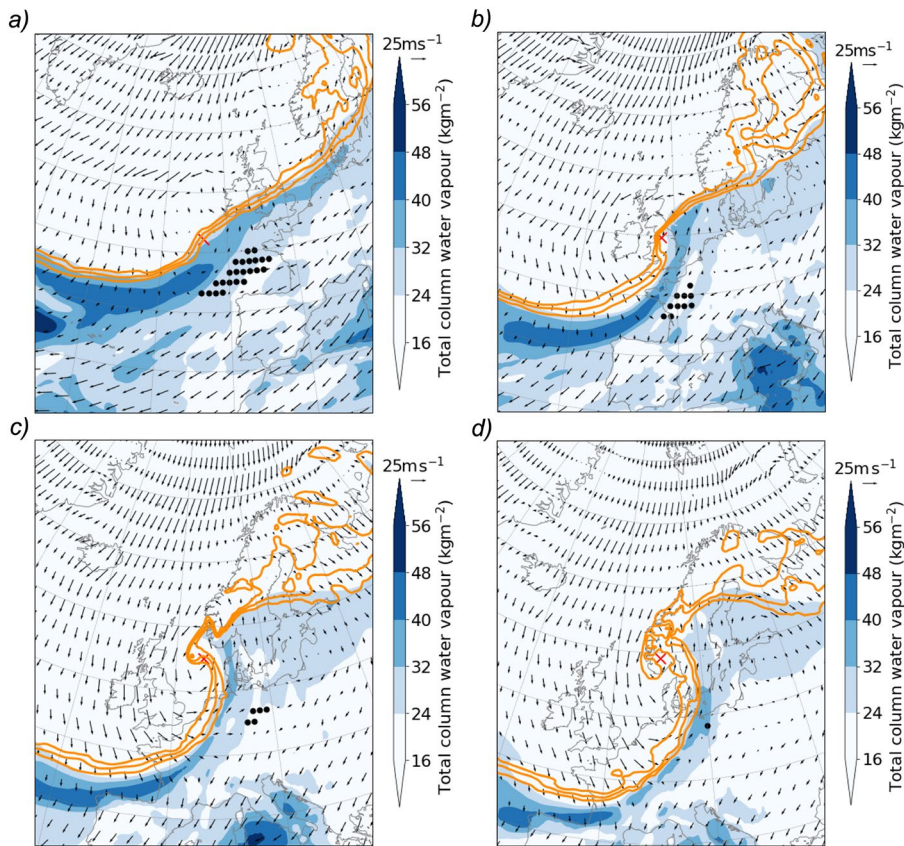 a)
25ms⁻¹
56
48
40
32
24
16
Total column water vapour (kgm⁻²)
b)
25ms⁻¹
56
48
40
32
24
16
Total column water vapour (kgm⁻²)
c)
25ms⁻¹
56
48
40
32
24
16
Total column water vapour (kgm⁻²)
d)
25ms⁻¹
56
48
40
32
24
16
Total column water vapour (kgm⁻²)